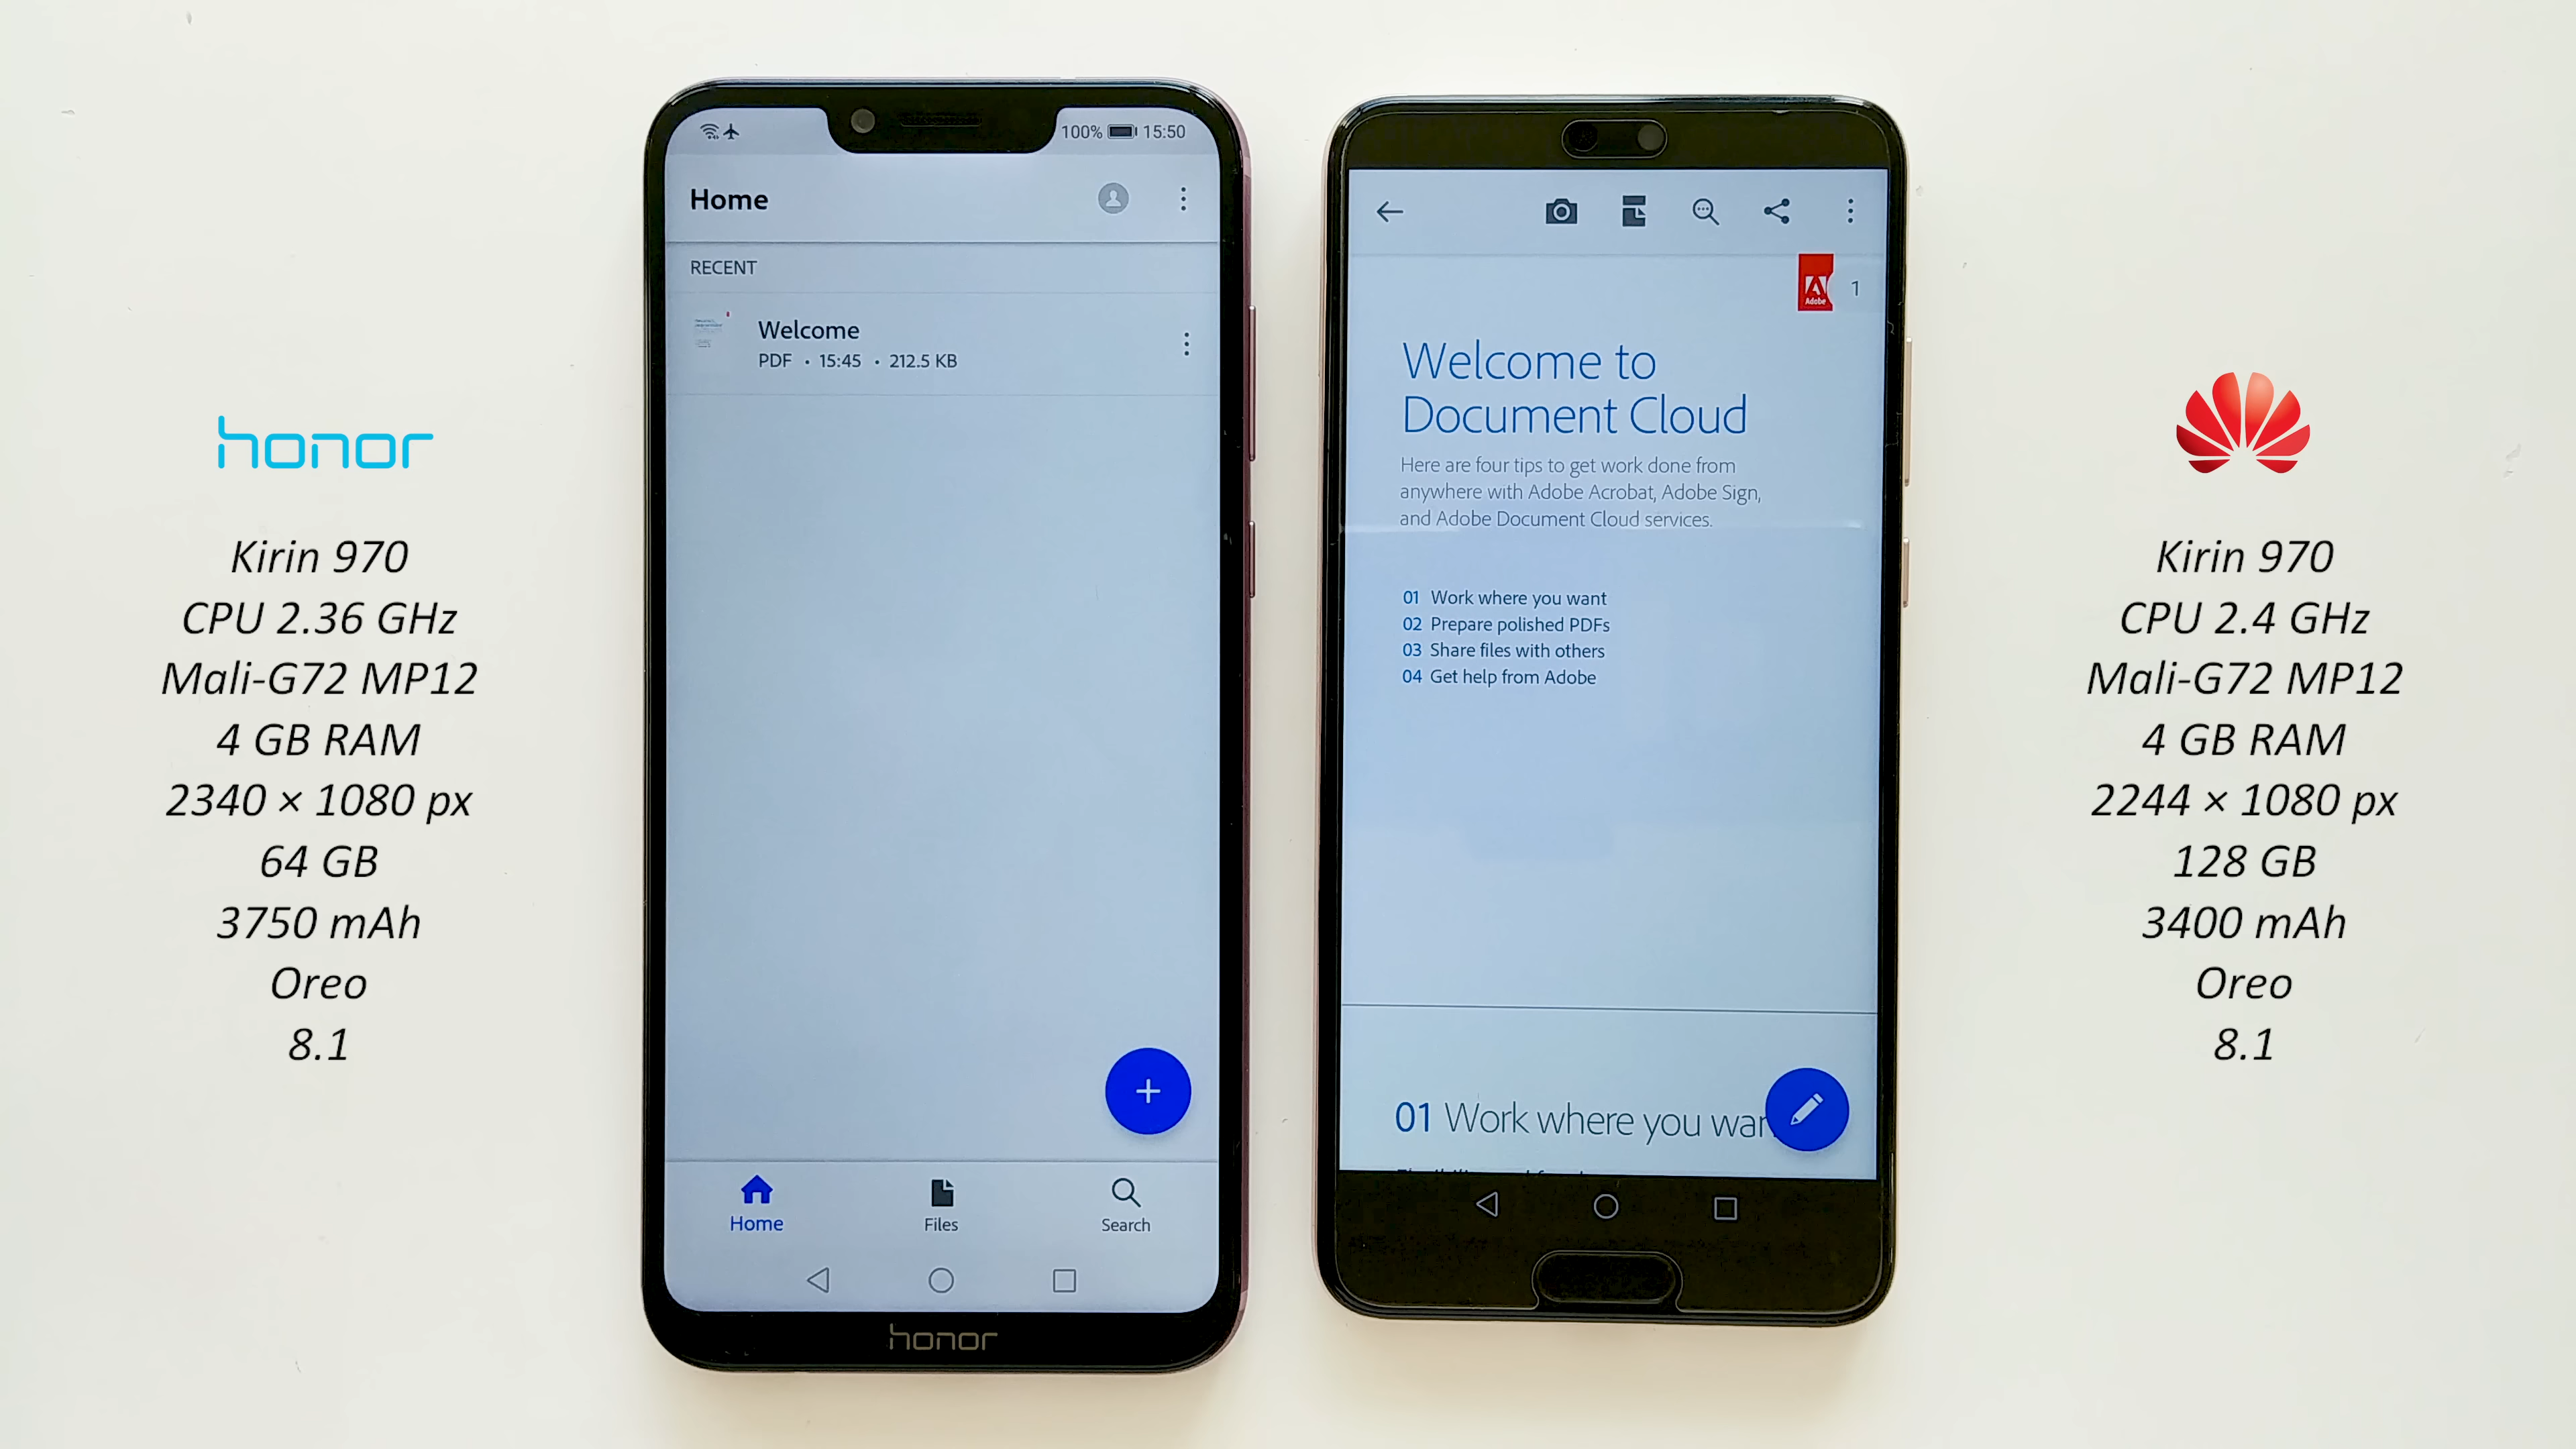 honor
Kirin 970
CPU 2.36 GHz
Mali-G72 MP12
4 GB RAM
2340 × 1080 px
64 GB
3750 mAh
Oreo
8.1
100% 15:50
Home
RECENT
Welcome
PDF • 15:45 • 212.5 KB
Home Files Search
honor
Adobe
1
Welcome to
Document Cloud
Here are four tips to get work done from
anywhere with Adobe Acrobat, Adobe Sign,
and Adobe Document Cloud services.
01 Work where you want
02 Prepare polished PDFs
03 Share files with others
04 Get help from Adobe
01 Work where you
Kirin 970
CPU 2.4 GHz
Mali-G72 MP12
4 GB RAM
2244 × 1080 px
128 GB
3400 mAh
Oreo
8.1